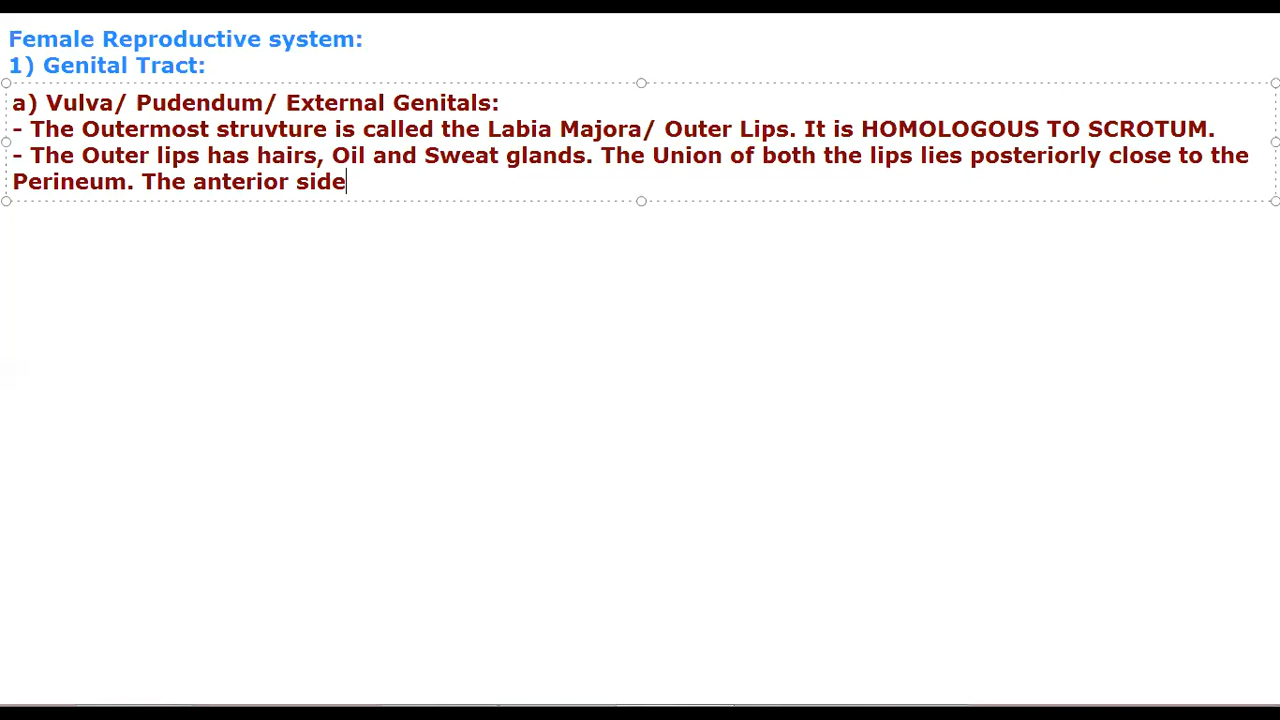 Female Reproductive system:
1) Genital Tract:
a) Vulva/ Pudendum/ External Genitals:
- The Outermost struvture is called the Labia Majora/ Outer Lips. It is HOMOLOGOUS TO SCROTUM.
- The Outer lips has hairs, Oil and Sweat glands. The Union of both the lips lies posteriorly close to the
Perineum. The anterior side